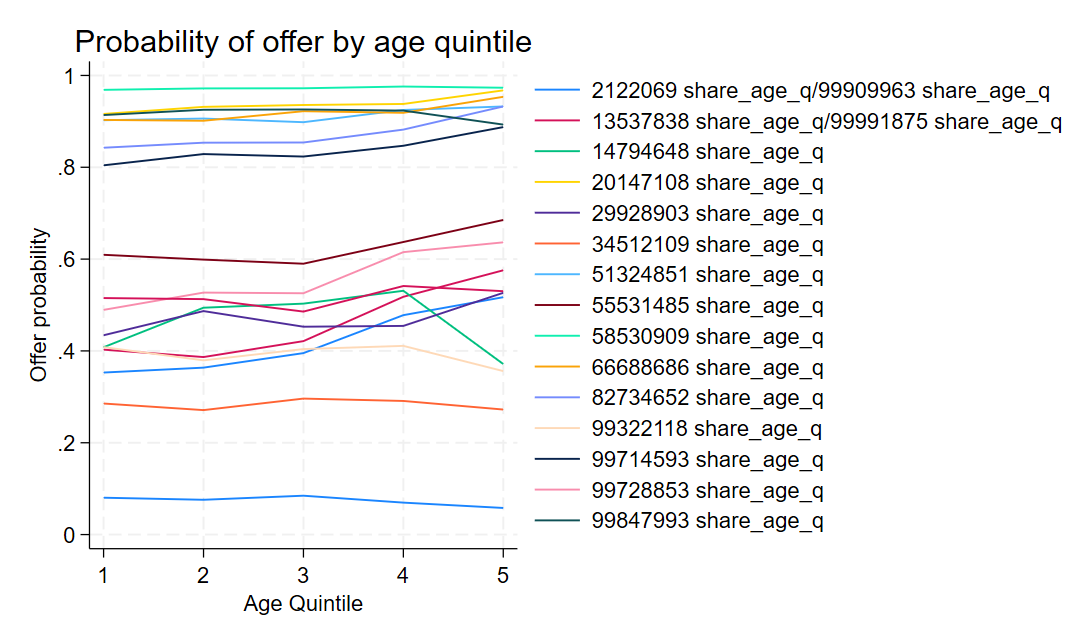 Probability of offer by age quintile
1
.8
.6
.4
.2
0
Offer probability
1 2 3 4 5
Age Quintile
2122069 share_age_q/99909963 share_age_q
13537838 share_age_q/99991875 share_age_q
14794648 share_age_q
20147108 share_age_q
29928903 share_age_q
34512109 share_age_q
51324851 share_age_q
55531485 share_age_q
58530909 share_age_q
66688686 share_age_q
82734652 share_age_q
99322118 share_age_q
99714593 share_age_q
99728853 share_age_q
99847993 share_age_q